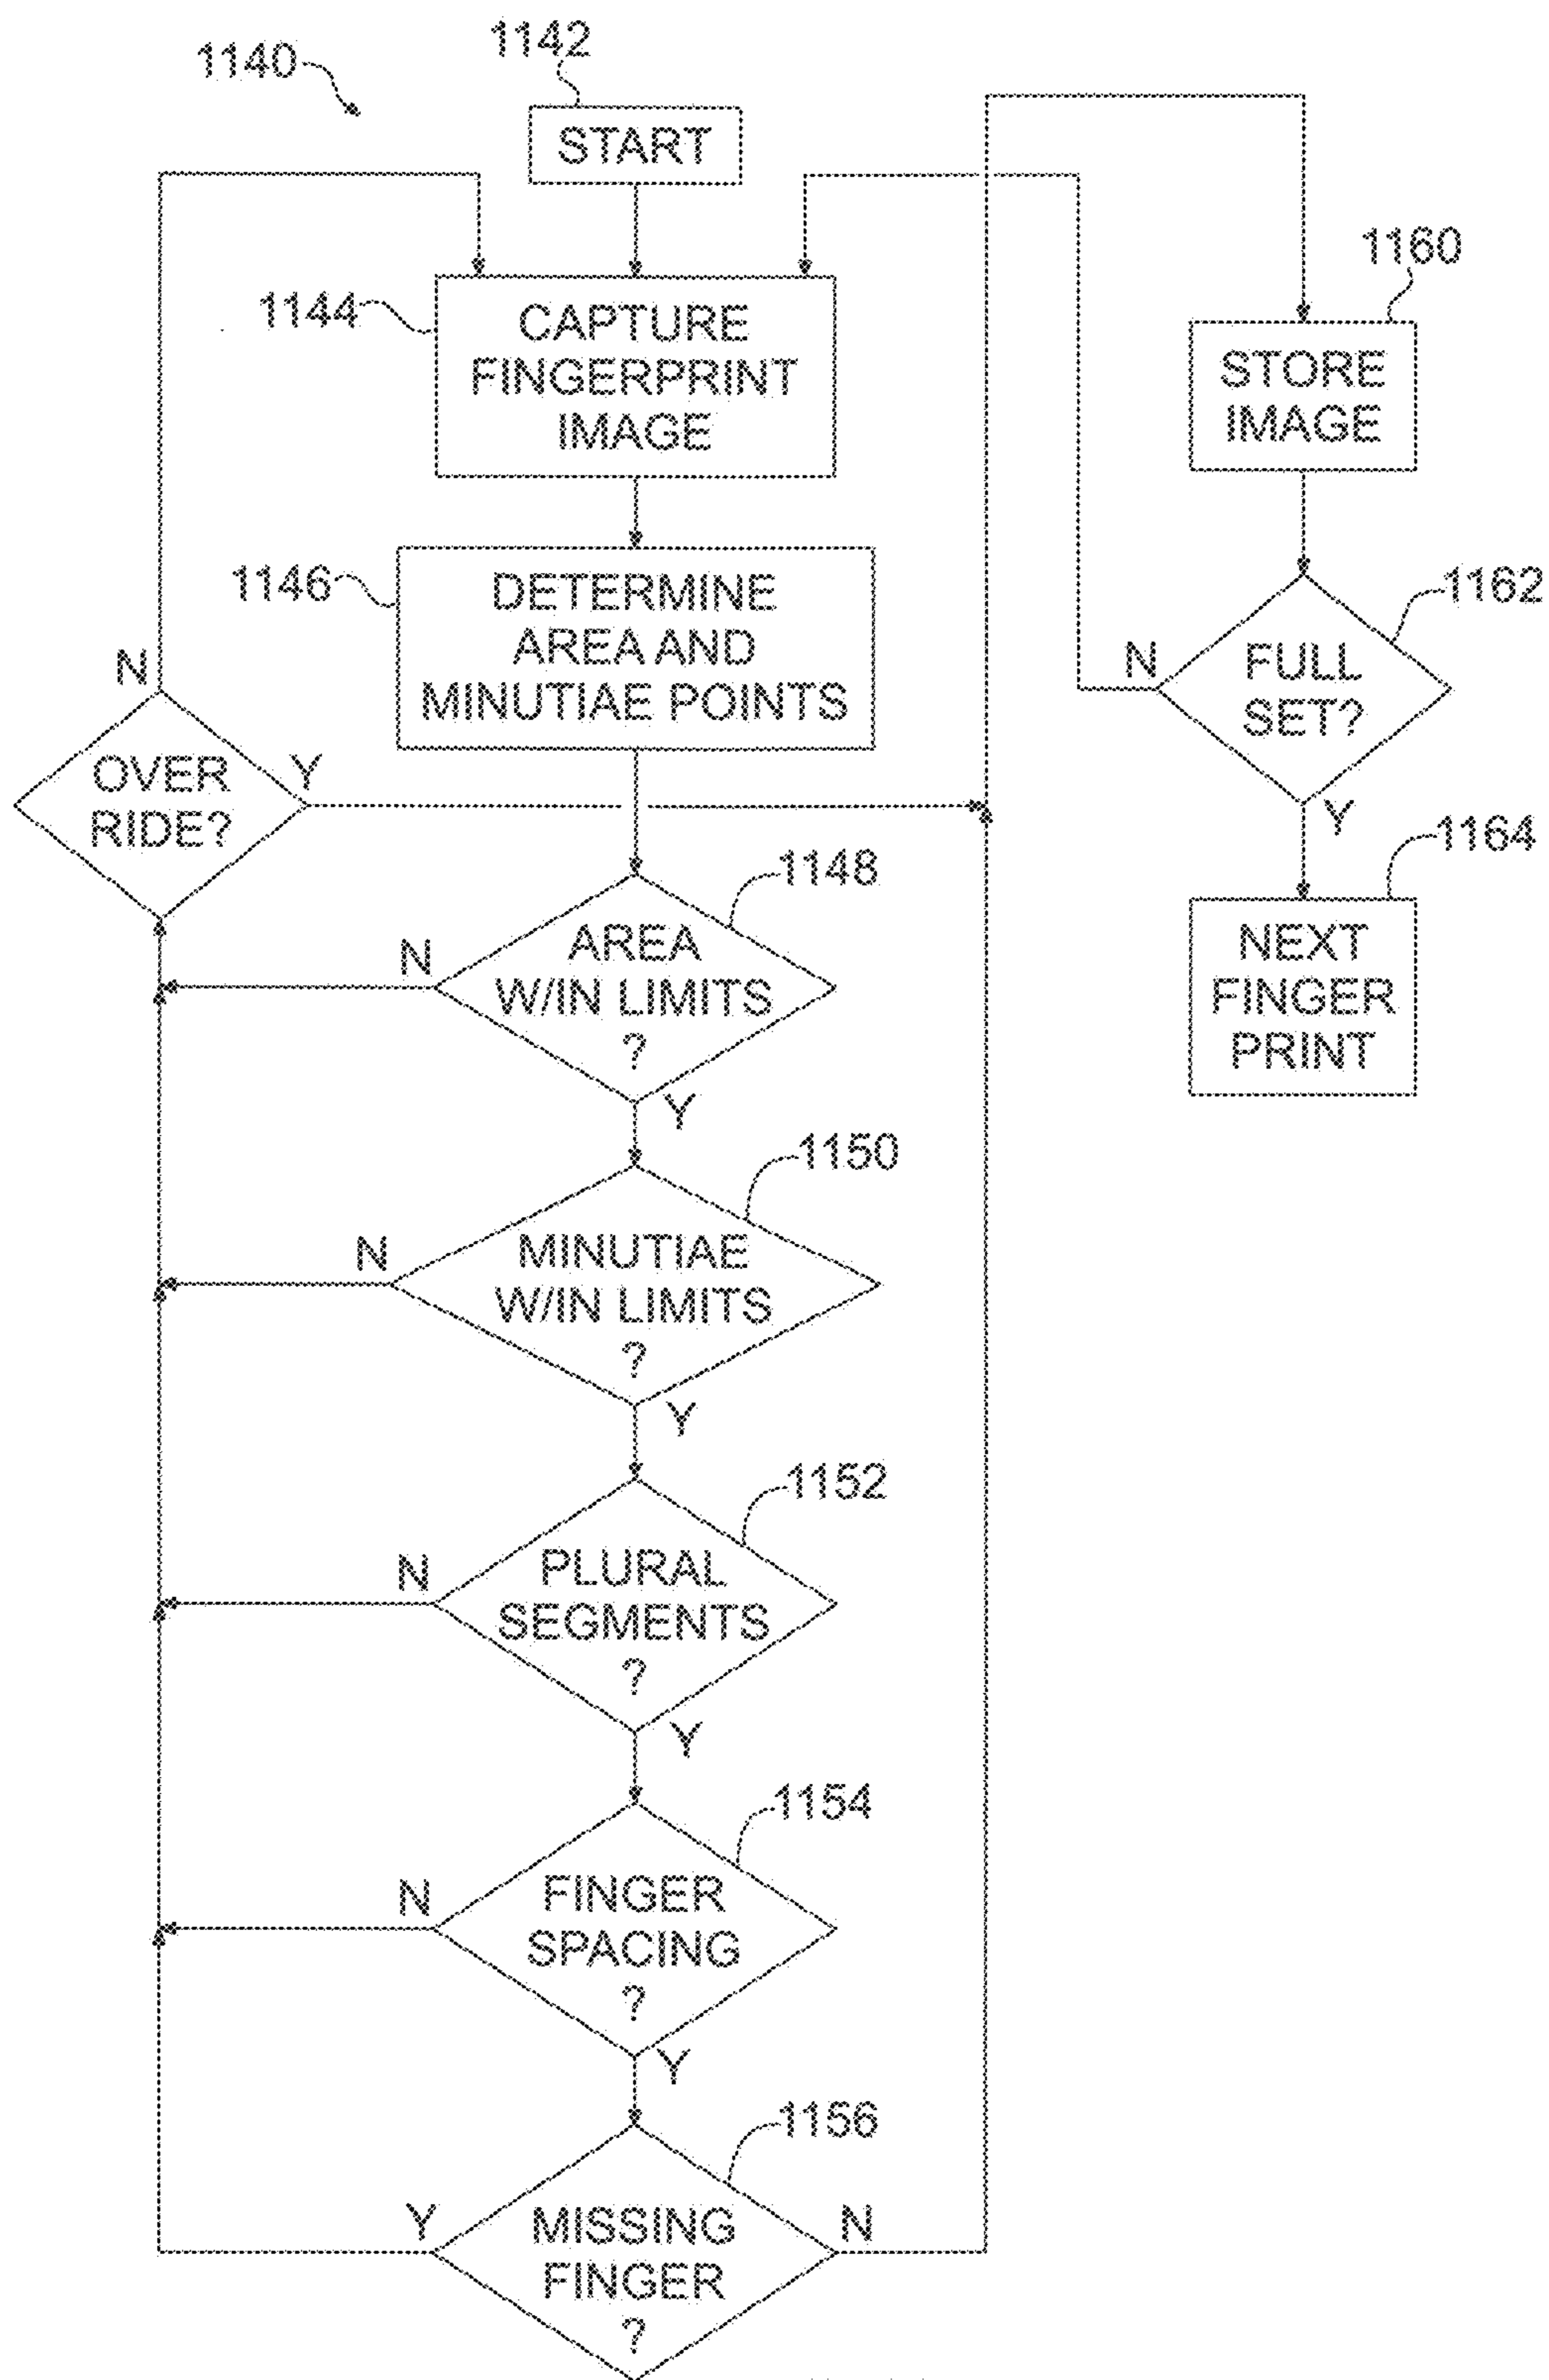 1140
1142
START
1144
CAPTURE
FINGERPRINT
IMAGE
1146
DETERMINE
AREA AND
MINUTIAE POINTS
N
OVER
RIDE?
Y
1148
AREA
W/IN LIMITS
?
N
Y
1150
MINUTIAE
W/IN LIMITS
?
N
Y
1152
PLURAL
SEGMENTS
?
N
Y
1154
FINGER
SPACING
?
N
Y
1156
MISSING
FINGER
?
Y
N
1160
STORE
IMAGE
1162
FULL
SET?
N
Y
1164
NEXT
FINGER
PRINT